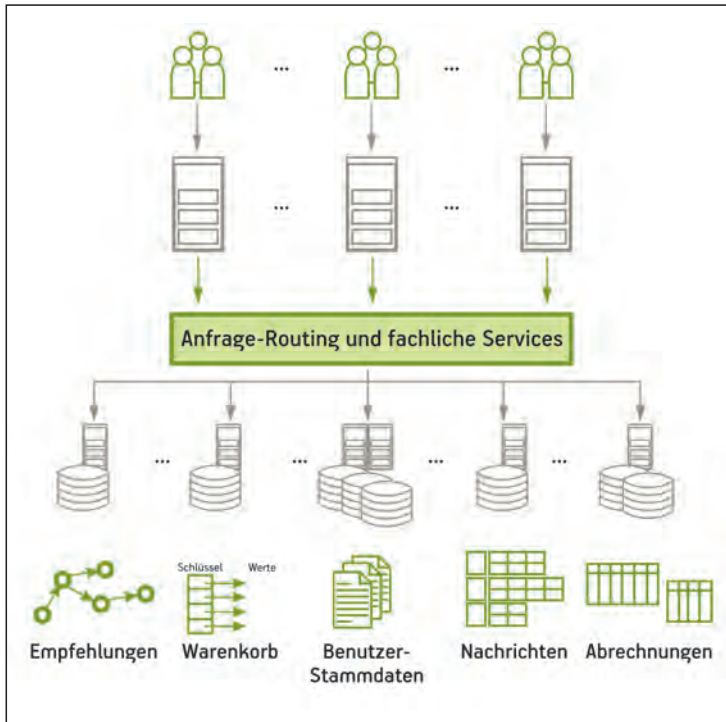 ...
...
...
...
Anfrage-Routing und fachliche Services
...
...
...
...
Schlüssel Werte
Empfehlungen Warenkorb Benutzer- Nachrichten Abrechnungen
Stammdaten